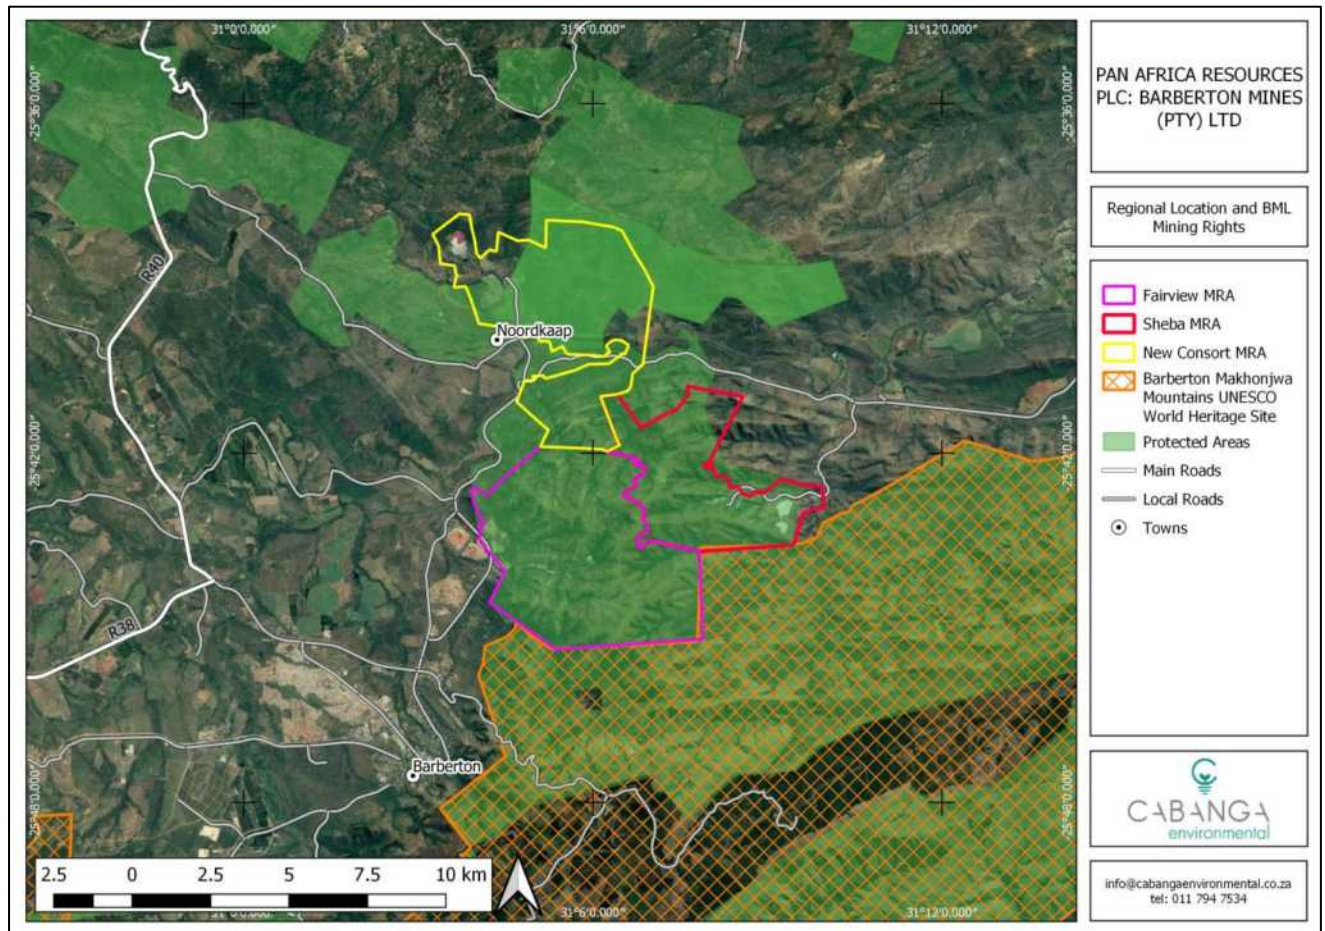 31°0'0.000"
31°6'0.000"
31°12'0.000"
-25°36'0.000"
-25°36'0.000"
R40
Noordkaap
-25°42'0.000"
-25°42'0.000"
R38
Barberton
-25°48'0.000"
-25°48'0.000"
2.5 0 2.5 5 7.5 10 km
31°0'0.000"
31°6'0.000"
31°12'0.000"
PAN AFRICA RESOURCES
PLC: BARBERTON MINES
(PTY) LTD
Regional Location and BML
Mining Rights
Fairview MRA
Sheba MRA
New Consort MRA
Barberton Makhonjwa
Mountains UNESCO
World Heritage Site
Protected Areas
Main Roads
Local Roads
Towns
CABANGA
environmental
info@cabangaenvironmental.co.za
tel: 011 794 7534